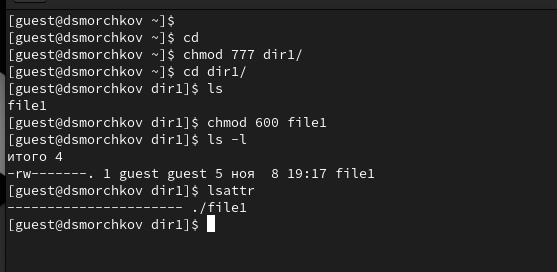 [guest@dsmorchkov ~]$
[guest@dsmorchkov ~]$ cd
[guest@dsmorchkov ~]$ chmod 777 dir1/
[guest@dsmorchkov ~]$ cd dir1/
[guest@dsmorchkov dir1]$ ls
file1
[guest@dsmorchkov dir1]$ chmod 600 file1
[guest@dsmorchkov dir1]$ ls -l
итого 4
-rw-------. 1 guest guest 5 ноя  8 19:17 file1
[guest@dsmorchkov dir1]$ lsattr
---------------------- ./file1
[guest@dsmorchkov dir1]$